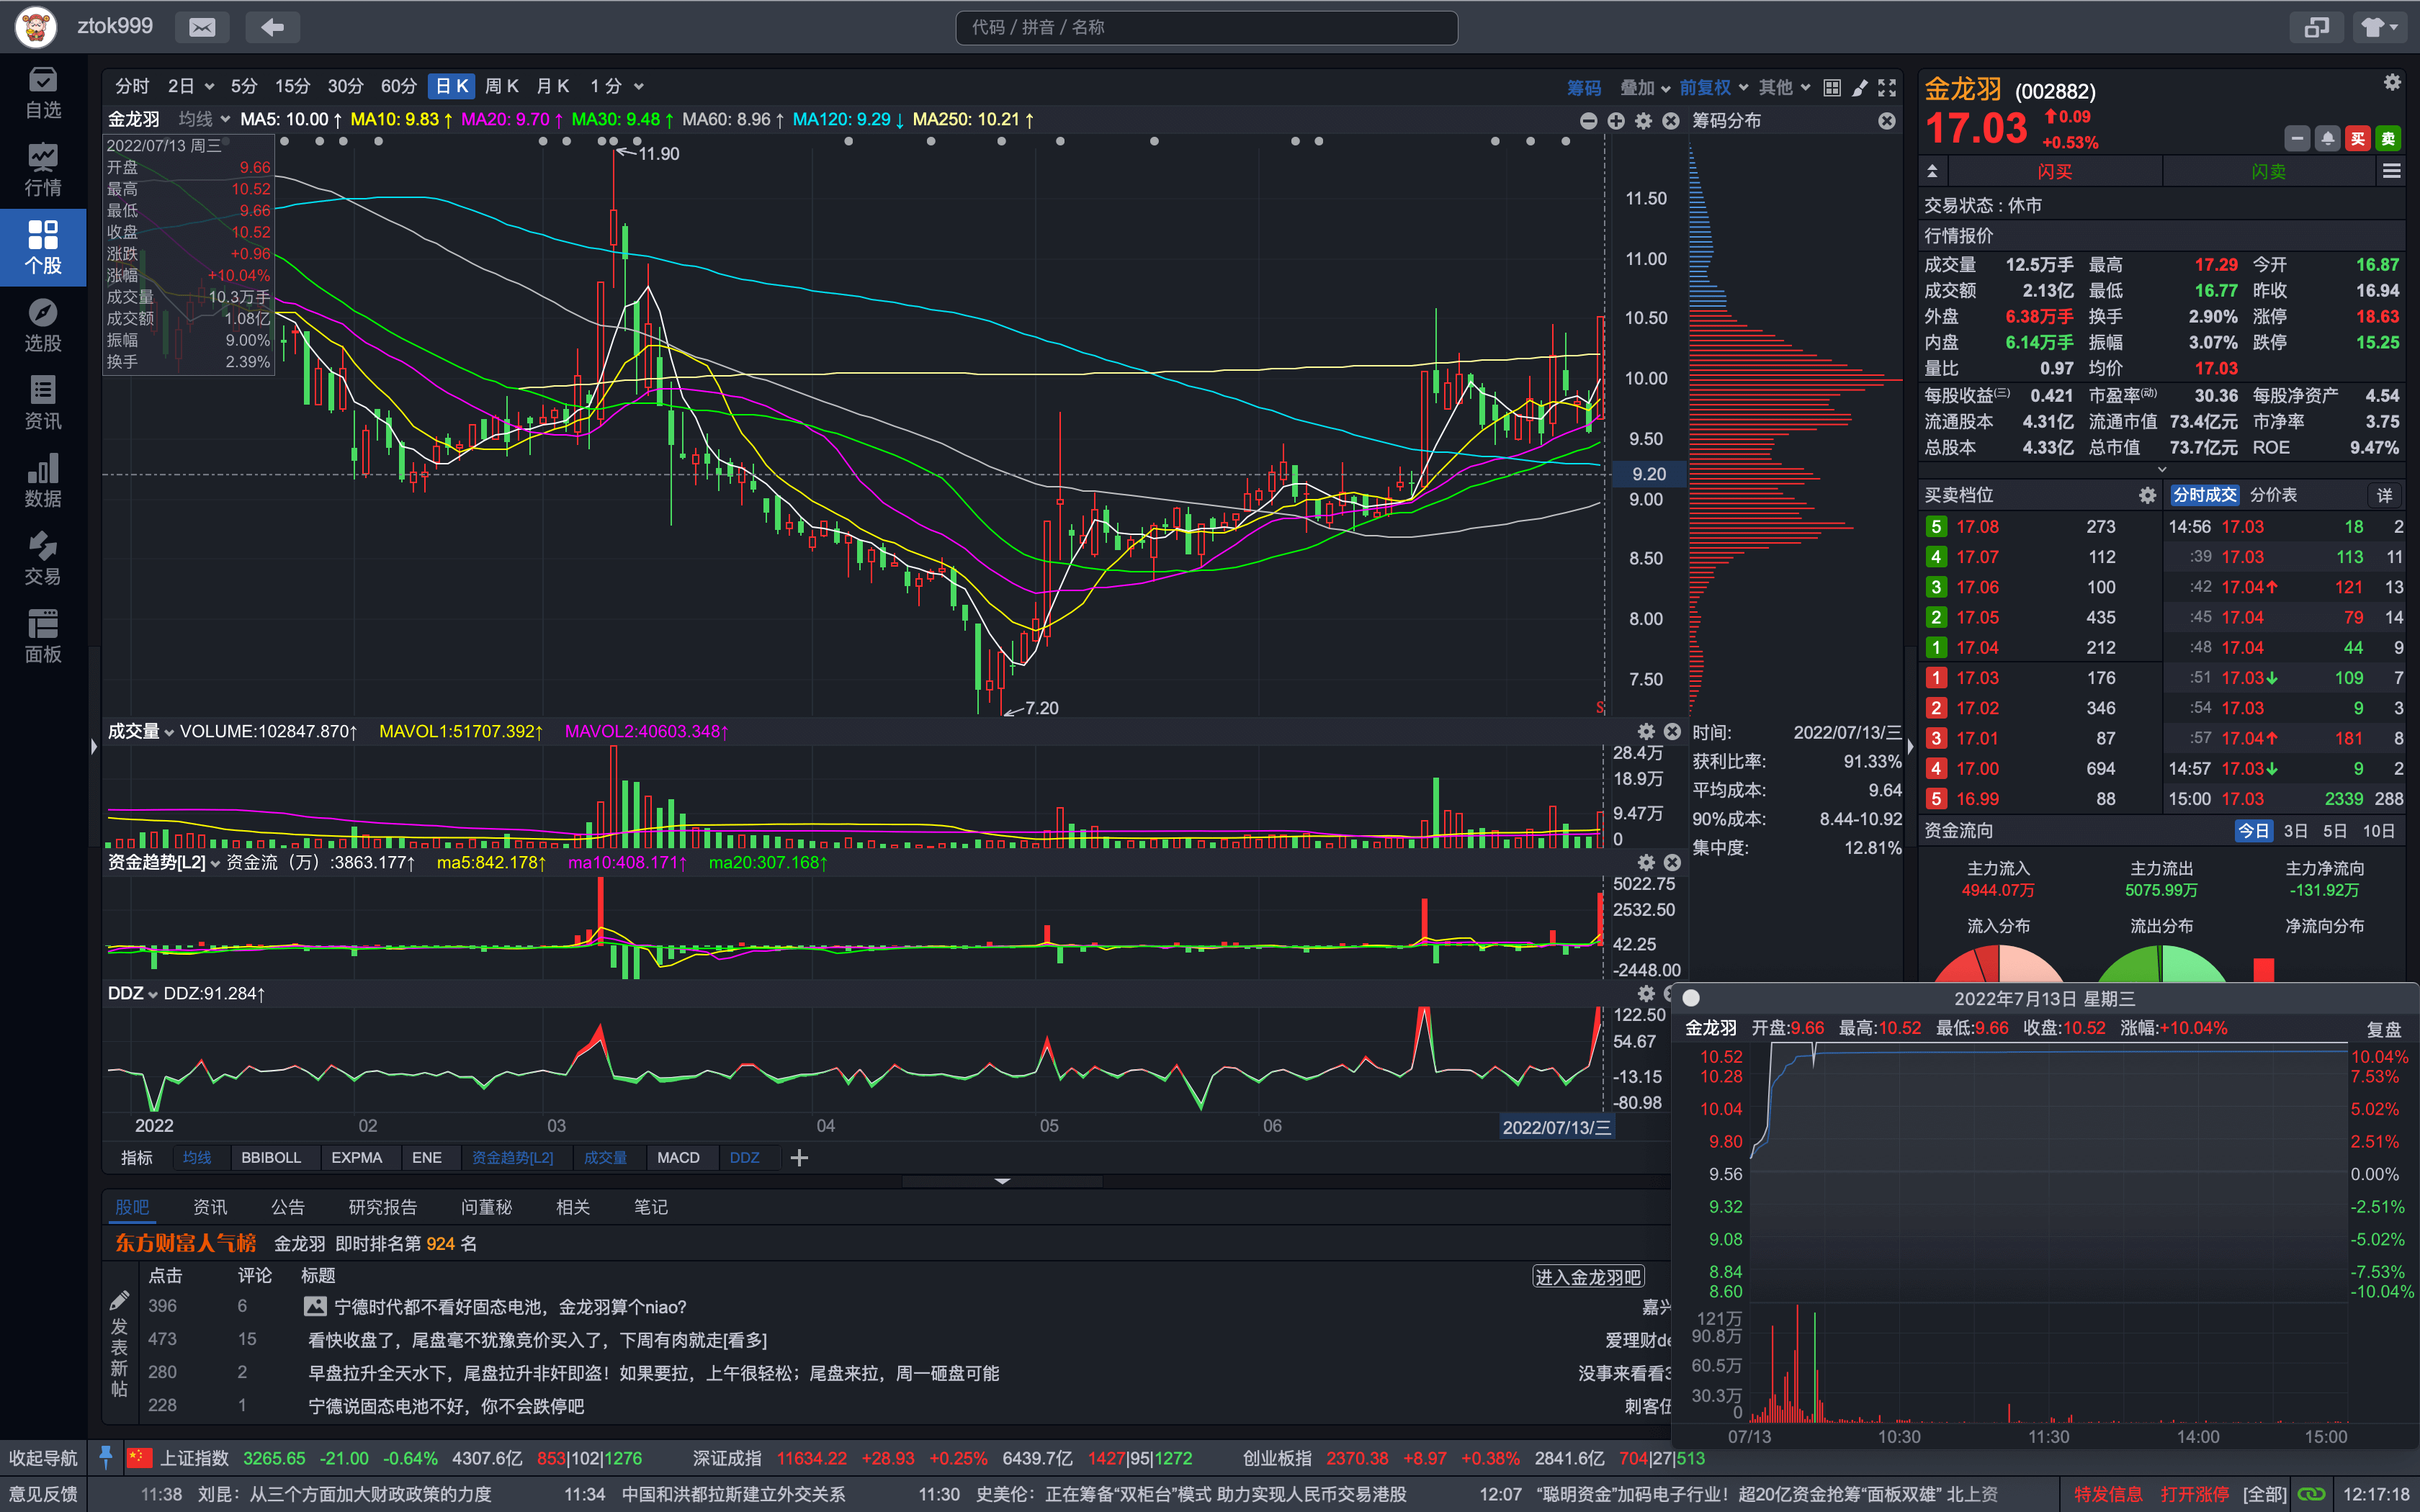 ztok999
代码 / 拼音 / 名称
自选
行情
个股
选股
资讯
数据
交易
面板
分时 2日 5分 15分 30分 60分 日K 周K 月K 1分 筹码 叠加 前复权 其他
金龙羽 均线 MA5: 10.00↑ MA10: 9.83↑ MA20: 9.70↑ MA30: 9.48↑ MA60: 8.96↑ MA120: 9.29↓ MA250: 10.21↑
2022/07/13 周三
开盘 9.66
最高 10.52
最低 9.66
收盘 10.52
涨跌 +0.96
涨幅 +10.04%
成交量 10.3万手
成交额 1.08亿
振幅 9.00%
换手 2.39%
11.90
7.20
11.50
11.00
10.50
10.00
9.50
9.20
9.00
8.50
8.00
7.50
S
筹码分布
时间: 2022/07/13/三
获利比率: 91.33%
平均成本: 9.64
90%成本: 8.44-10.92
集中度: 12.81%
成交量 VOLUME:102847.870↑ MAVOL1:51707.392↑ MAVOL2:40603.348↑
28.4万
18.9万
9.47万
0
资金趋势[L2] 资金流（万）:3863.177↑ ma5:842.178↑ ma10:408.171↑ ma20:307.168↑
5022.75
2532.50
42.25
-2448.00
DDZ DDZ:91.284↑
122.50
54.67
-13.15
-80.98
2022 02 03 04 05 06 2022/07/13/三
指标 均线 BBIBOLL EXPMA ENE 资金趋势[L2] 成交量 MACD DDZ
股吧 资讯 公告 研究报告 问董秘 相关 笔记
东方财富人气榜 金龙羽 即时排名第 924 名
点击 评论 标题 进入金龙羽吧
发表新帖
396 6 宁德时代都不看好固态电池，金龙羽算个niao? 嘉兴
473 15 看快收盘了，尾盘毫不犹豫竞价买入了，下周有肉就走[看多] 爱理财de
280 2 早盘拉升全天水下，尾盘拉升非奸即盗！如果要拉，上午很轻松；尾盘来拉，周一砸盘可能 没事来看看3
228 1 宁德说固态电池不好，你不会跌停吧 刺客伍
金龙羽 (002882)
17.03 0.09
+0.53%
买 卖
闪买 闪卖
交易状态 : 休市
行情报价
成交量 12.5万手 最高 17.29 今开 16.87
成交额 2.13亿 最低 16.77 昨收 16.94
外盘 6.38万手 换手 2.90% 涨停 18.63
内盘 6.14万手 振幅 3.07% 跌停 15.25
量比 0.97 均价 17.03
每股收益(三) 0.421 市盈率(动) 30.36 每股净资产 4.54
流通股本 4.31亿 流通市值 73.4亿元 市净率 3.75
总股本 4.33亿 总市值 73.7亿元 ROE 9.47%
买卖档位 分时成交 分价表 详
5 17.08 273 14:56 17.03 18 2
4 17.07 112 :39 17.03 113 11
3 17.06 100 :42 17.04↑ 121 13
2 17.05 435 :45 17.04 79 14
1 17.04 212 :48 17.04 44 9
1 17.03 176 :51 17.03↓ 109 7
2 17.02 346 :54 17.03 9 3
3 17.01 87 :57 17.04↑ 181 8
4 17.00 694 14:57 17.03↓ 9 2
5 16.99 88 15:00 17.03 2339 288
资金流向 今日 3日 5日 10日
主力流入 主力流出 主力净流向
4944.07万 5075.99万 -131.92万
流入分布 流出分布 净流向分布
2022年7月13日 星期三
金龙羽 开盘:9.66 最高:10.52 最低:9.66 收盘:10.52 涨幅:+10.04% 复盘
10.52 10.04%
10.28 7.53%
10.04 5.02%
9.80 2.51%
9.56 0.00%
9.32 -2.51%
9.08 -5.02%
8.84 -7.53%
8.60 -10.04%
121万
90.8万
60.5万
30.3万
0
07/13 10:30 11:30 14:00 15:00
收起导航 上证指数 3265.65 -21.00 -0.64% 4307.6亿 853|102|1276 深证成指 11634.22 +28.93 +0.25% 6439.7亿 1427|95|1272 创业板指 2370.38 +8.97 +0.38% 2841.6亿 704|27|513
意见反馈 11:38 刘昆：从三个方面加大财政政策的力度 11:34 中国和洪都拉斯建立外交关系 11:30 史美伦：正在筹备“双柜台”模式 助力实现人民币交易港股 12:07 “聪明资金”加码电子行业！超20亿资金抢筹“面板双雄” 北上资 特发信息 打开涨停 [全部] 12:17:18